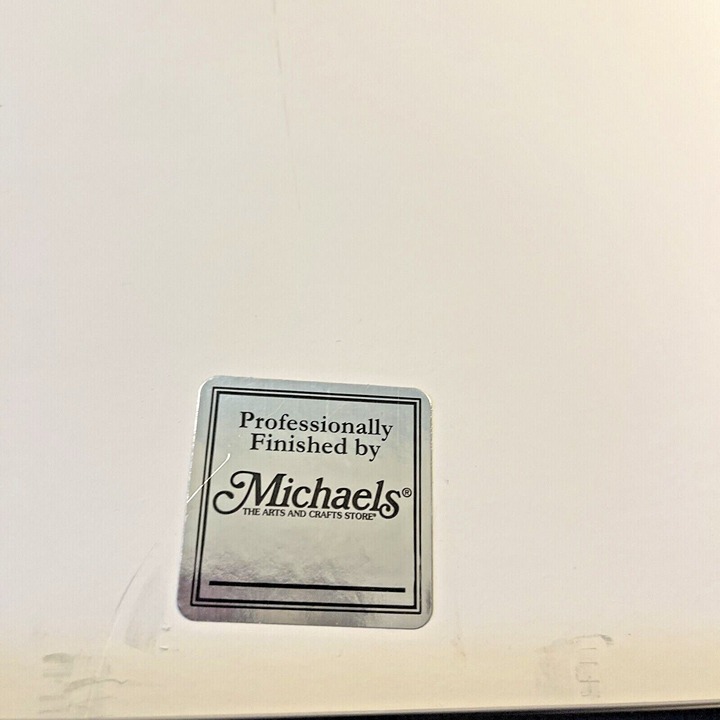 Professionally
Finished by
Michaels®
THE ARTS AND CRAFTS STORE®